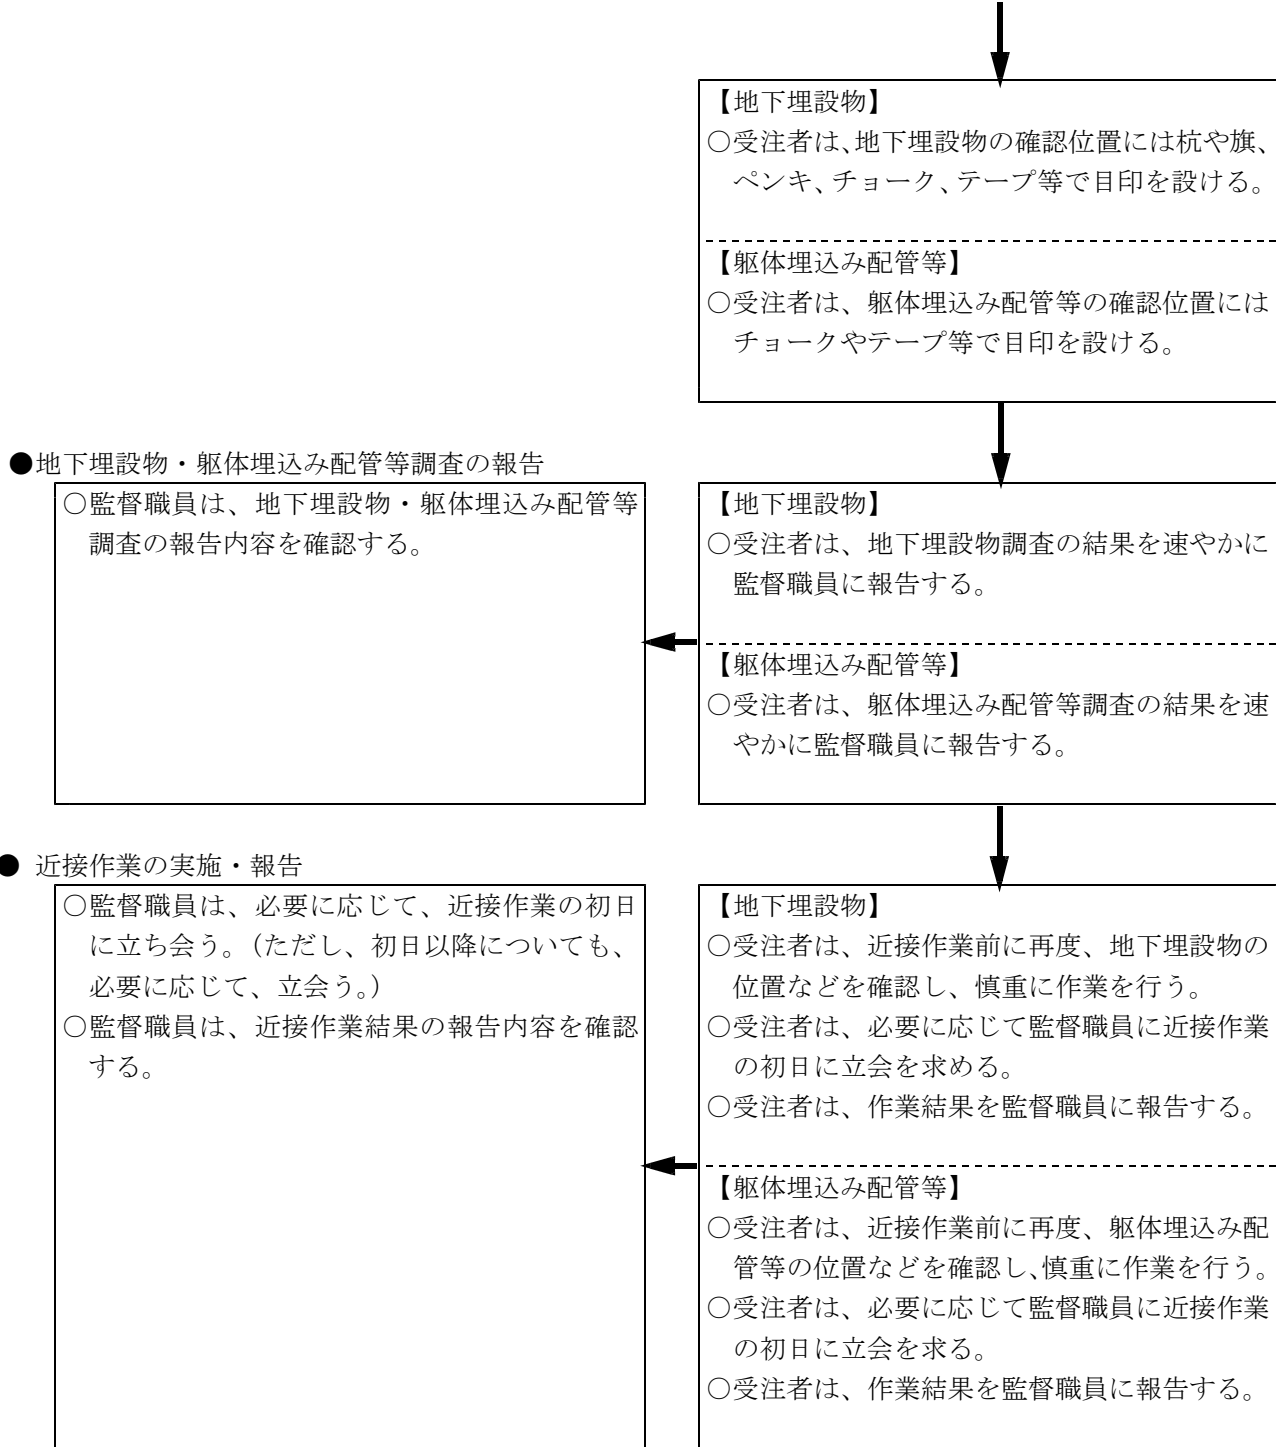 【地下埋設物】
○受注者は、地下埋設物の確認位置には杭や旗、
ペンキ、チョーク、テープ等で目印を設ける。
【躯体埋込み配管等】
○受注者は、躯体埋込み配管等の確認位置には
チョークやテープ等で目印を設ける。
●地下埋設物・躯体埋込み配管等調査の報告
○監督職員は、地下埋設物・躯体埋込み配管等
調査の報告内容を確認する。
【地下埋設物】
○受注者は、地下埋設物調査の結果を速やかに
監督職員に報告する。
【躯体埋込み配管等】
○受注者は、躯体埋込み配管等調査の結果を速
やかに監督職員に報告する。
● 近接作業の実施・報告
○監督職員は、必要に応じて、近接作業の初日
に立ち会う。(ただし、初日以降についても、
必要に応じて、立会う。)
○監督職員は、近接作業結果の報告内容を確認
する。
【地下埋設物】
○受注者は、近接作業前に再度、地下埋設物の
位置などを確認し、慎重に作業を行う。
○受注者は、必要に応じて監督職員に近接作業
の初日に立会を求める。
○受注者は、作業結果を監督職員に報告する。
【躯体埋込み配管等】
○受注者は、近接作業前に再度、躯体埋込み配
管等の位置などを確認し、慎重に作業を行う。
○受注者は、必要に応じて監督職員に近接作業
の初日に立会を求る。
○受注者は、作業結果を監督職員に報告する。